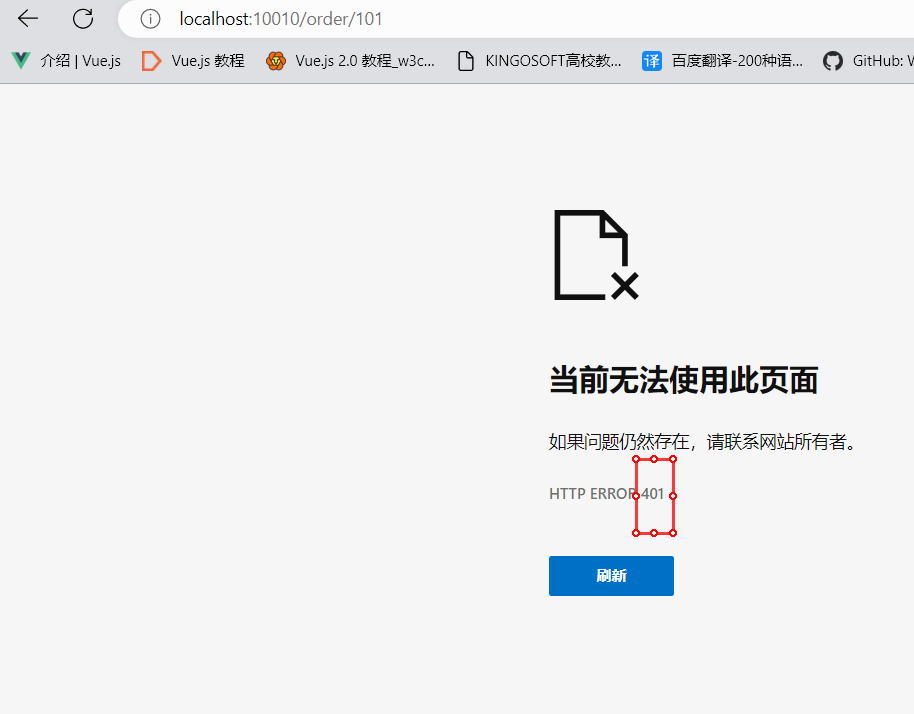 localhost:10010/order/101
介绍 | Vue.js Vue.js 教程 Vue.js 2.0 教程_w3c... KINGOSOFT高校教... 译 百度翻译-200种语... GitHub: W
当前无法使用此页面
如果问题仍然存在，请联系网站所有者。
HTTP ERROR 401
刷新